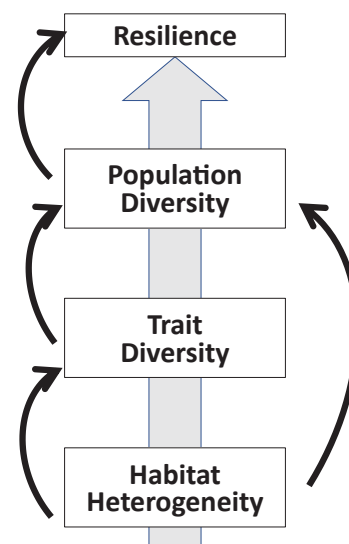 Resilience
Population
Diversity
Trait
Diversity
Habitat
Heterogeneity